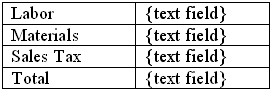 Labor {text field}
Materials {text field}
Sales Tax {text field}
Total {text field}